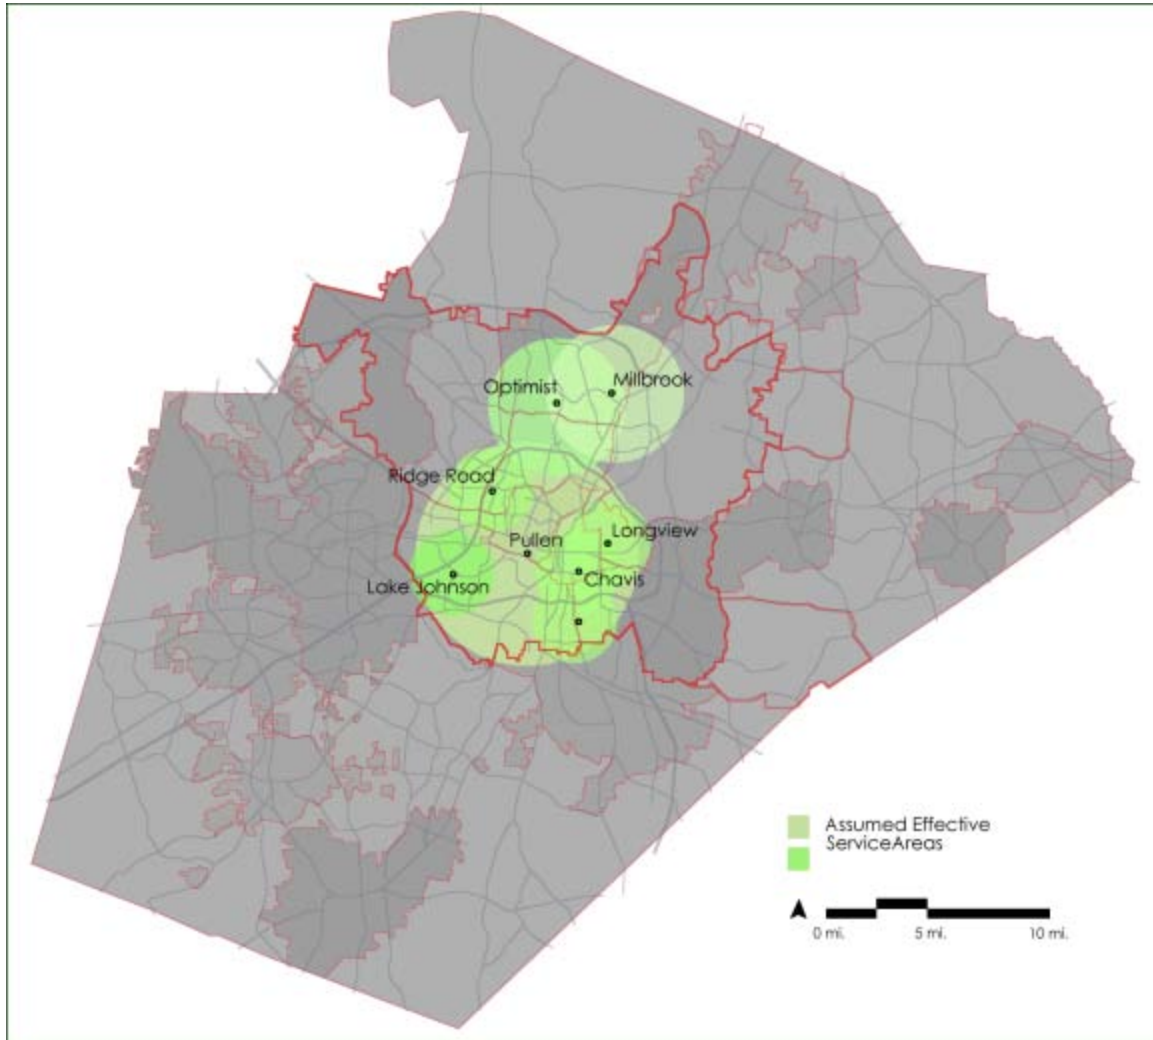 Optimist
Millbrook
Ridge Road
Longview
Pullen
Chavis
Lake Johnson
Assumed Effective
ServiceAreas
0 mi. 5 mi. 10 mi.